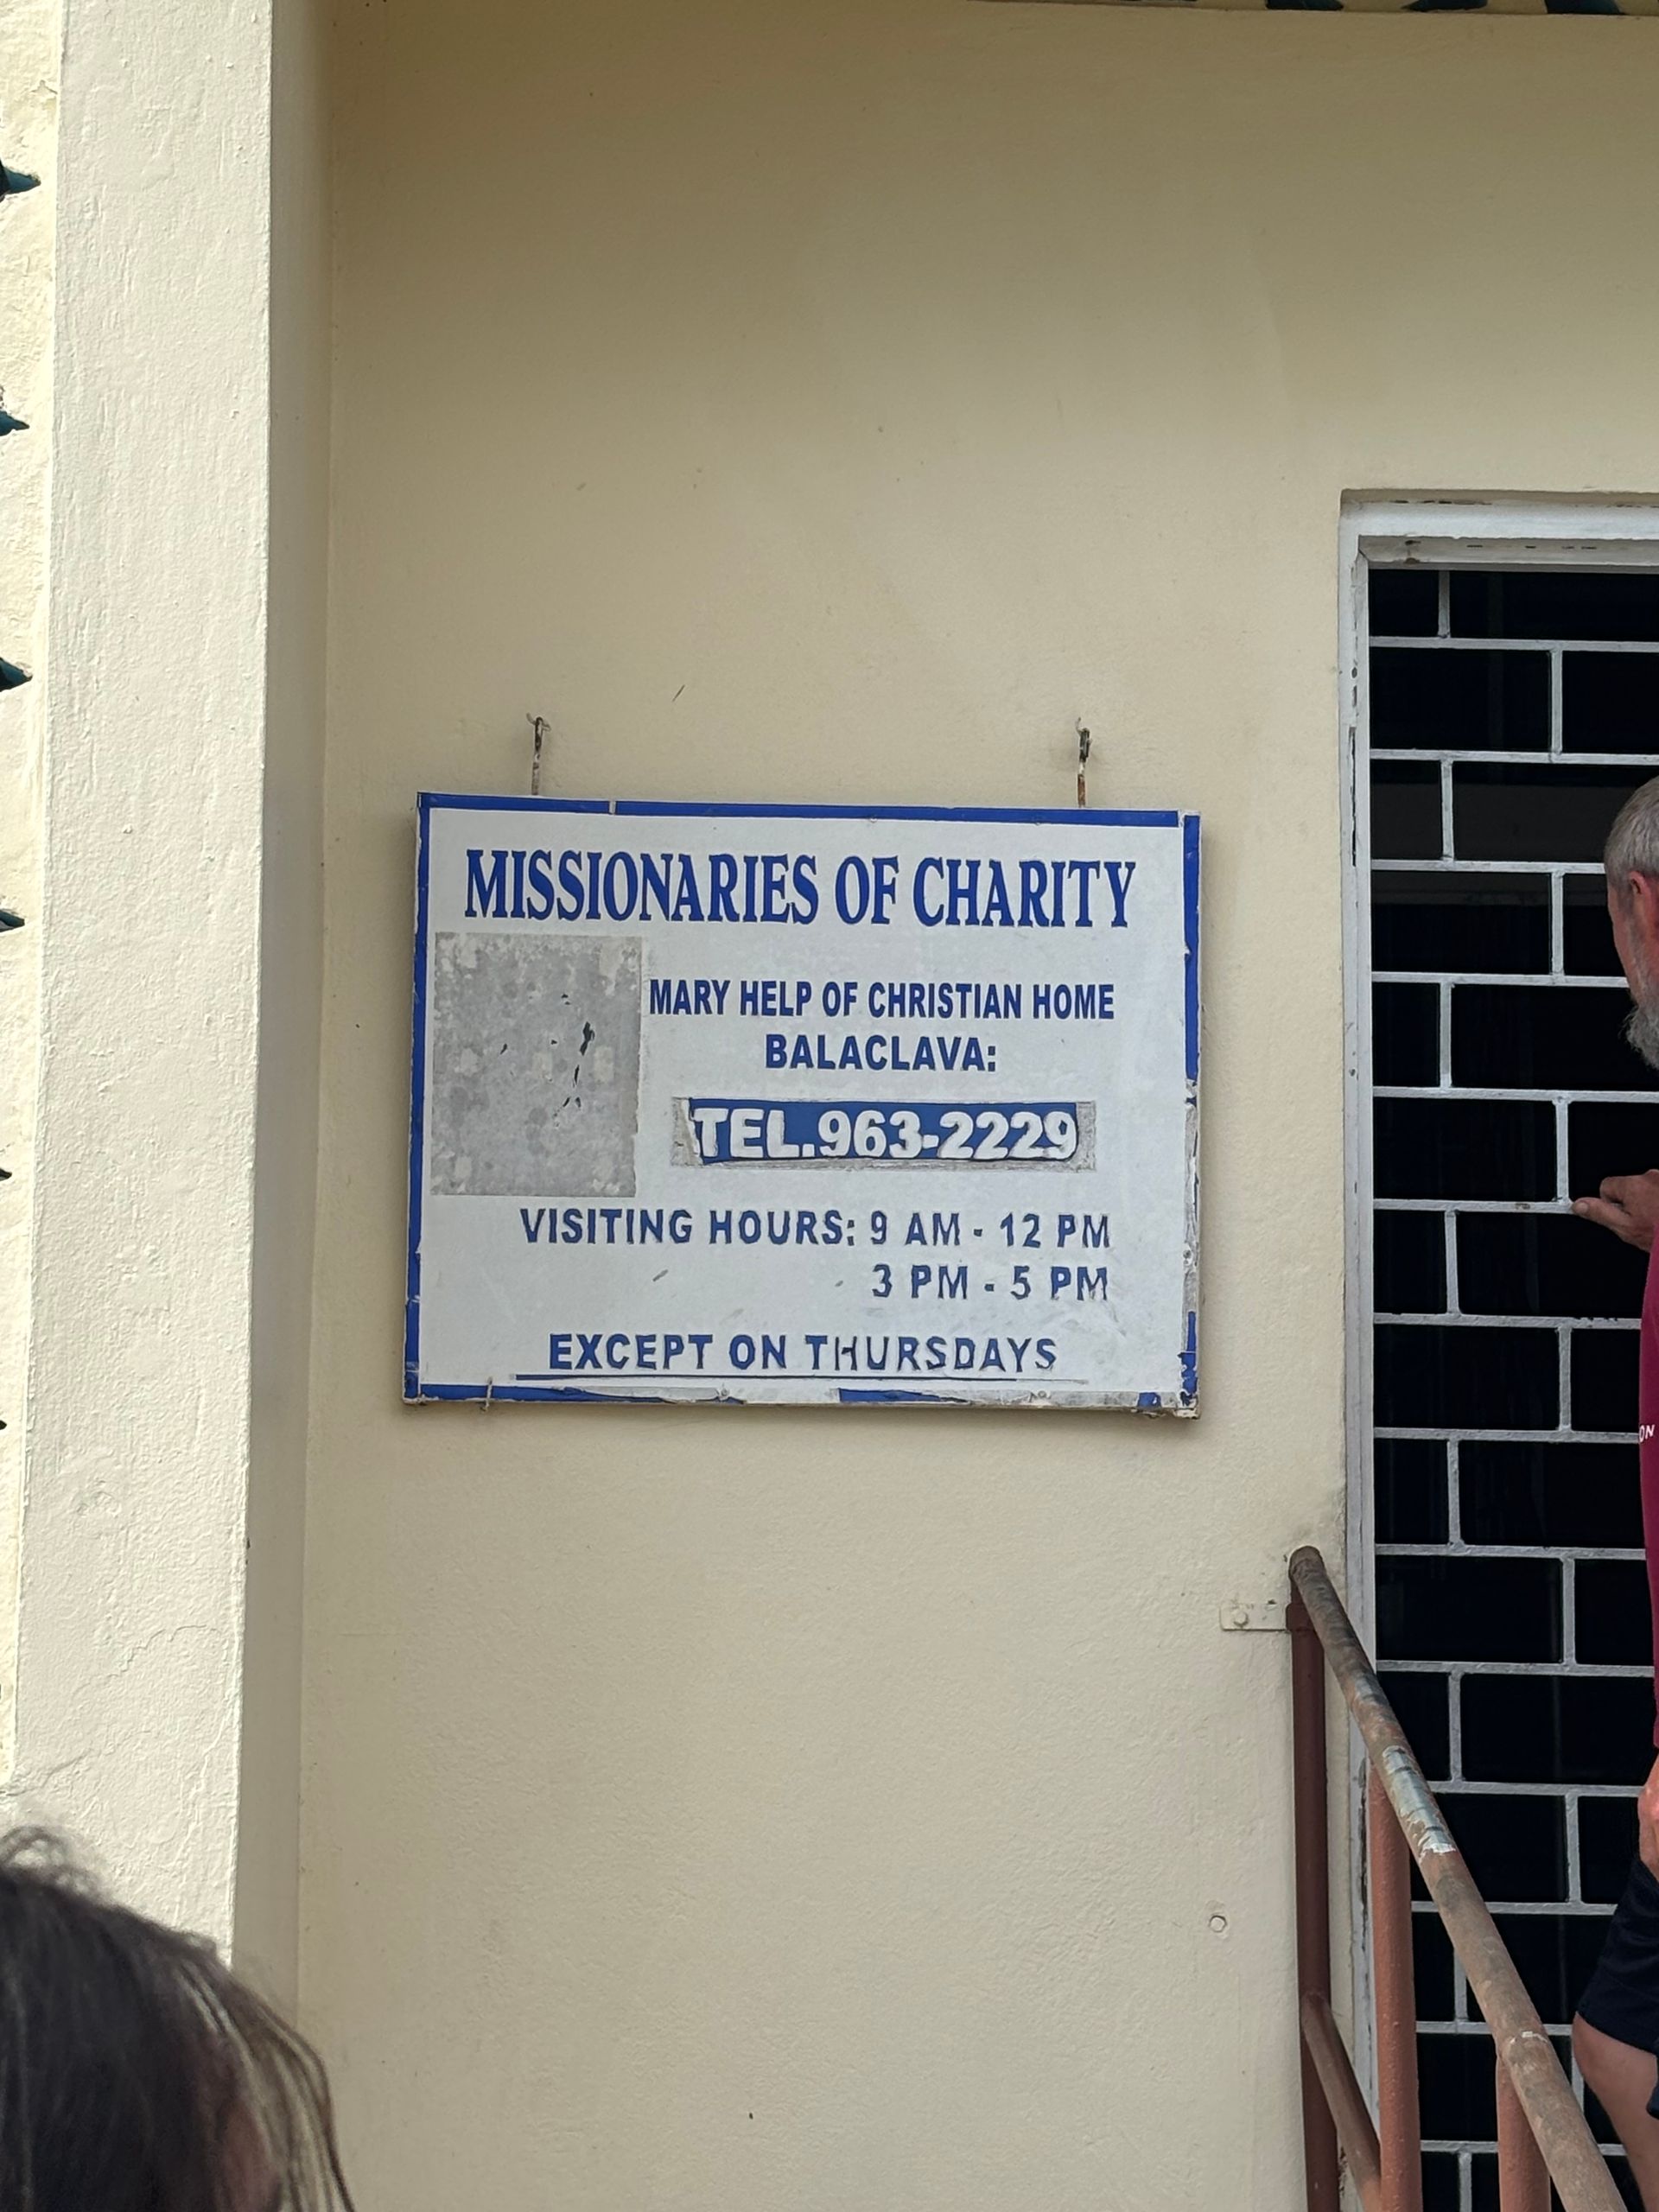 MISSIONARIES OF CHARITY
MARY HELP OF CHRISTIAN HOME
BALACLAVA:
TEL.963-2229
VISITING HOURS: 9 AM - 12 PM
3 PM - 5 PM
EXCEPT ON THURSDAYS
ON